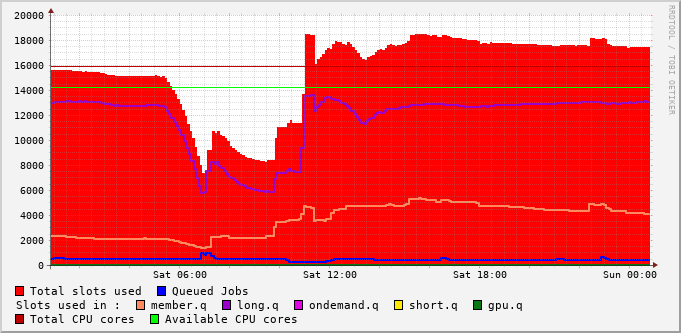 20000
18000
16000
14000
12000
10000
8000
6000
4000
2000
0
Sat 06:00 Sat 12:00 Sat 18:00 Sun 00:00
RRDTOOL / TOBI OETIKER
Total slots used Queued Jobs
Slots used in : member.q long.q ondemand.q short.q gpu.q
Total CPU cores Available CPU cores